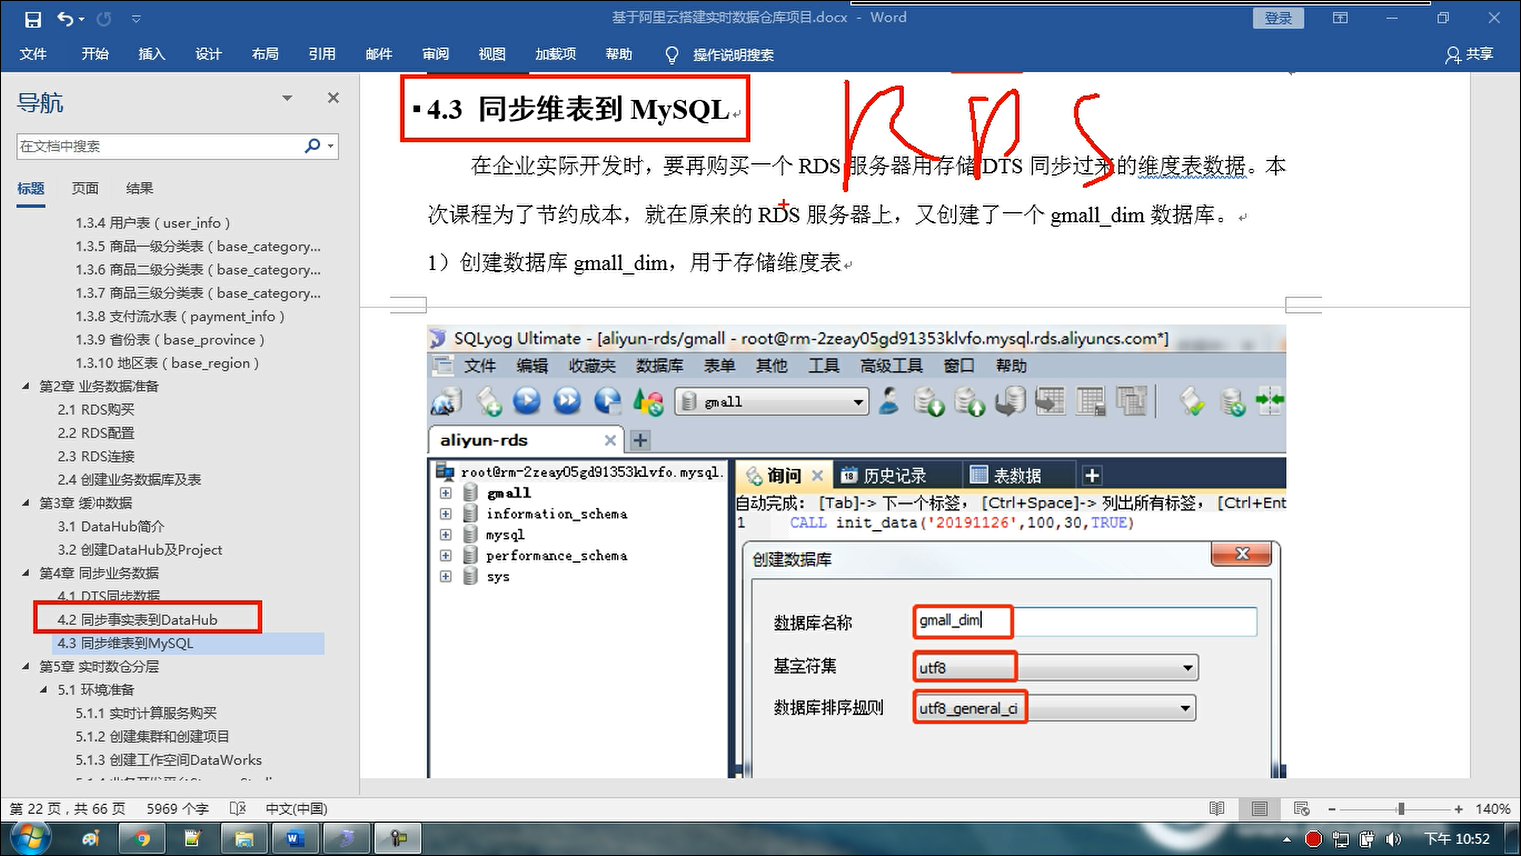 基于阿里云搭建实时数据仓库项目.docx - Word
登录
文件 开始 插入 设计 布局 引用 邮件 审阅 视图 加载项 帮助 操作说明搜索 共享
导航
在文档中搜索
标题 页面 结果
1.3.4 用户表（user_info）
1.3.5 商品一级分类表（base_category...
1.3.6 商品二级分类表（base_category...
1.3.7 商品三级分类表（base_category...
1.3.8 支付流水表（payment_info）
1.3.9 省份表（base_province）
1.3.10 地区表（base_region）
第2章 业务数据准备
2.1 RDS购买
2.2 RDS配置
2.3 RDS连接
2.4 创建业务数据库及表
第3章 缓冲数据
3.1 DataHub简介
3.2 创建DataHub及Project
第4章 同步业务数据
4.1 DTS同步数据
4.2 同步事实表到DataHub
4.3 同步维表到MySQL
第5章 实时数仓分层
5.1 环境准备
5.1.1 实时计算服务购买
5.1.2 创建集群和创建项目
5.1.3 创建工作空间DataWorks
4.3 同步维表到 MySQL
RDS
在企业实际开发时，要再购买一个 RDS 服务器用存储 DTS 同步过来的维度表数据。本
次课程为了节约成本，就在原来的 RDS 服务器上，又创建了一个 gmall_dim 数据库。
1）创建数据库 gmall_dim，用于存储维度表
SQLyog Ultimate - [aliyun-rds/gmall - root@rm-2zeay05gd91353klvfo.mysql.rds.aliyuncs.com*]
文件 编辑 收藏夹 数据库 表单 其他 工具 高级工具 窗口 帮助
gmall
aliyun-rds
root@rm-2zeay05gd91353klvfo.mysql.
gmall
information_schema
mysql
performance_schema
sys
询问 历史记录 表数据
自动完成: [Tab]-> 下一个标签， [Ctrl+Space]-> 列出所有标签， [Ctrl+Ent
1 CALL init_data('20191126',100,30,TRUE)
创建数据库
数据库名称 gmall_dim
基字符集 utf8
数据库排序规则 utf8_general_ci
第 22 页，共 66 页 5969 个字 中文(中国) 140%
下午 10:52